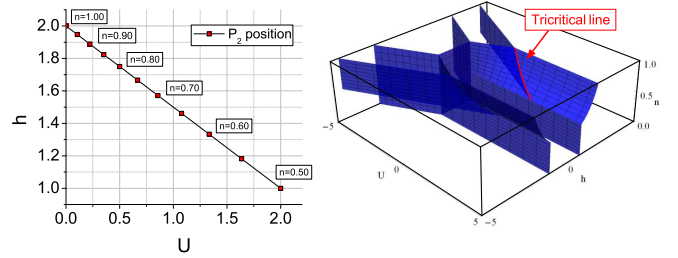 n=1.00
n=0.90
n=0.80
n=0.70
n=0.60
n=0.50
P2 position
2.0
1.8
1.6
1.4
1.2
1.0
h
0.0
0.5
1.0
1.5
2.0
U
Tricritical line
1.0
0.5
n
0.0
−5
U
0
5
−5
0
h